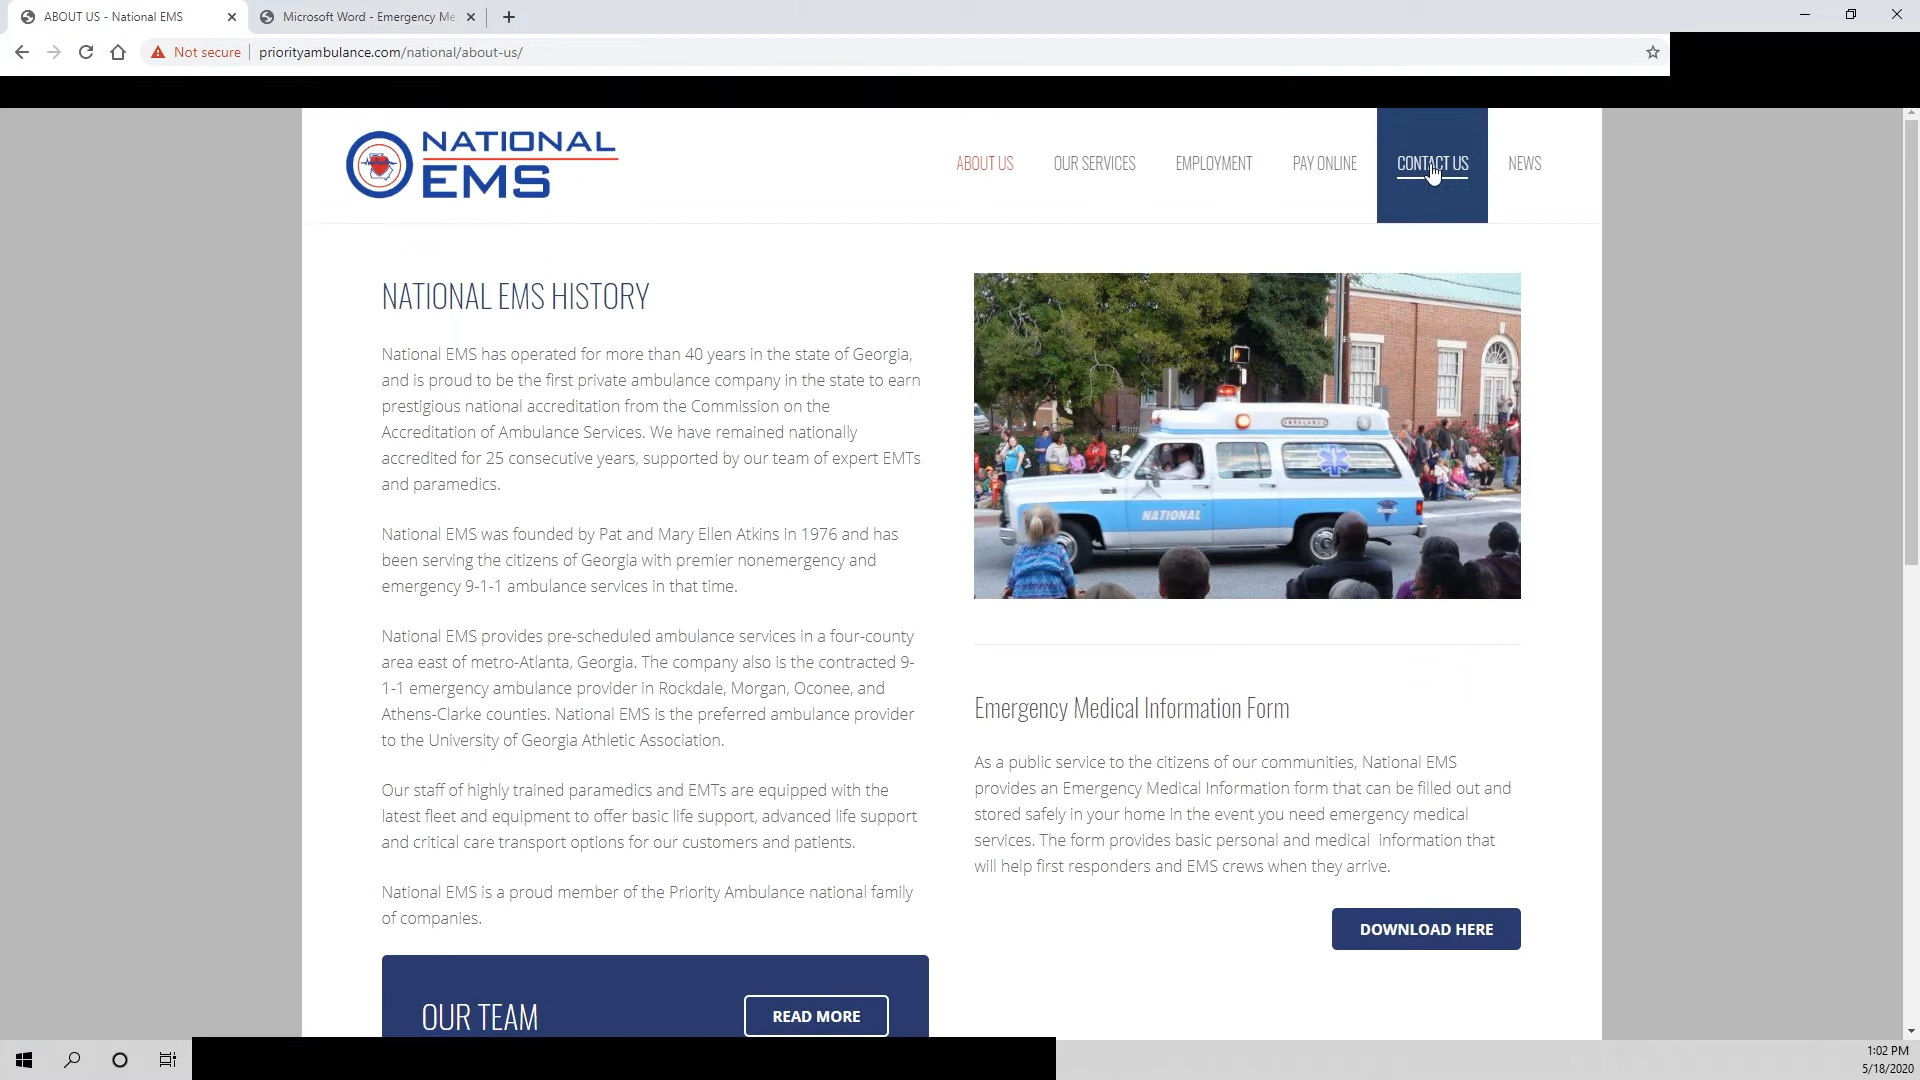 ABOUT US - National EMS
Microsoft Word - Emergency Me
Not secure
priorityambulance.com/national/about-us/
NATIONAL
EMS
ABOUT US
OUR SERVICES
EMPLOYMENT
PAY ONLINE
CONTACT US
NEWS
NATIONAL EMS HISTORY
National EMS has operated for more than 40 years in the state of Georgia,
and is proud to be the first private ambulance company in the state to earn
prestigious national accreditation from the Commission on the
Accreditation of Ambulance Services. We have remained nationally
accredited for 25 consecutive years, supported by our team of expert EMTs
and paramedics.
National EMS was founded by Pat and Mary Ellen Atkins in 1976 and has
been serving the citizens of Georgia with premier nonemergency and
emergency 9-1-1 ambulance services in that time.
National EMS provides pre-scheduled ambulance services in a four-county
area east of metro-Atlanta, Georgia. The company also is the contracted 9-
1-1 emergency ambulance provider in Rockdale, Morgan, Oconee, and
Athens-Clarke counties. National EMS is the preferred ambulance provider
to the University of Georgia Athletic Association.
Our staff of highly trained paramedics and EMTs are equipped with the
latest fleet and equipment to offer basic life support, advanced life support
and critical care transport options for our customers and patients.
National EMS is a proud member of the Priority Ambulance national family
of companies.
OUR TEAM
READ MORE
AMBULANCE
NATIONAL
Emergency Medical Information Form
As a public service to the citizens of our communities, National EMS
provides an Emergency Medical Information form that can be filled out and
stored safely in your home in the event you need emergency medical
services. The form provides basic personal and medical information that
will help first responders and EMS crews when they arrive.
DOWNLOAD HERE
1:02 PM
5/18/2020